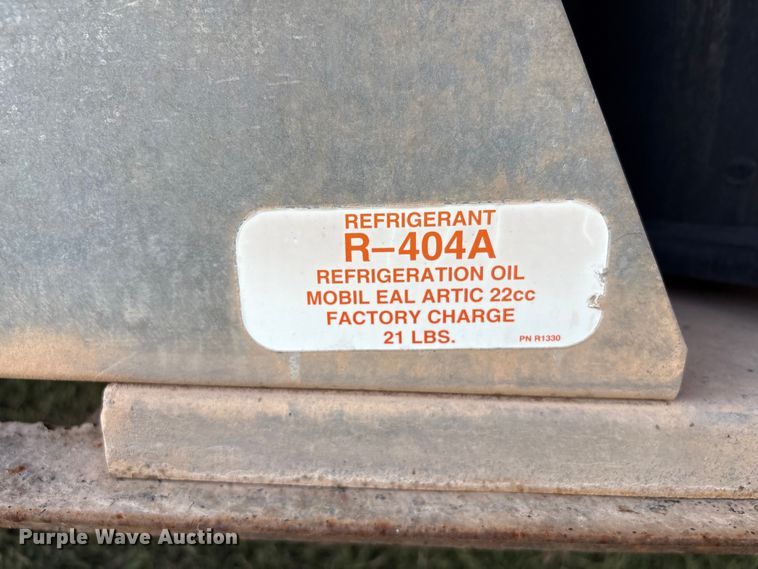 REFRIGERANT
R-404A
REFRIGERATION OIL
MOBIL EAL ARTIC 22cc
FACTORY CHARGE
21 LBS.
PN R1330
Purple Wave Auction